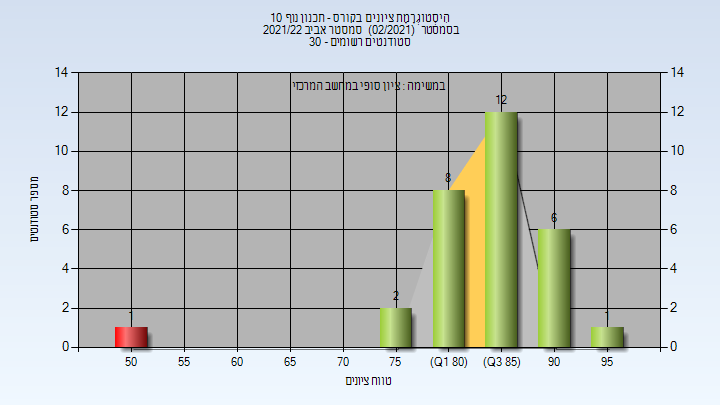 היסטוגרמת ציונים בקורס - תכנון נוף 10
בסמסטר (02/2021) סמסטר אביב 2021/22
סטודנטים רשומים - 30
במשימה : ציון סופי במחשב המרכזי
מספר סטודנטים
14 14
12 12
10 10
8 8
6 6
4 4
2 2
0 0
1 2 8 12 6 1
50 55 60 65 70 75 (Q1 80) (Q3 85) 90 95
טווח ציונים